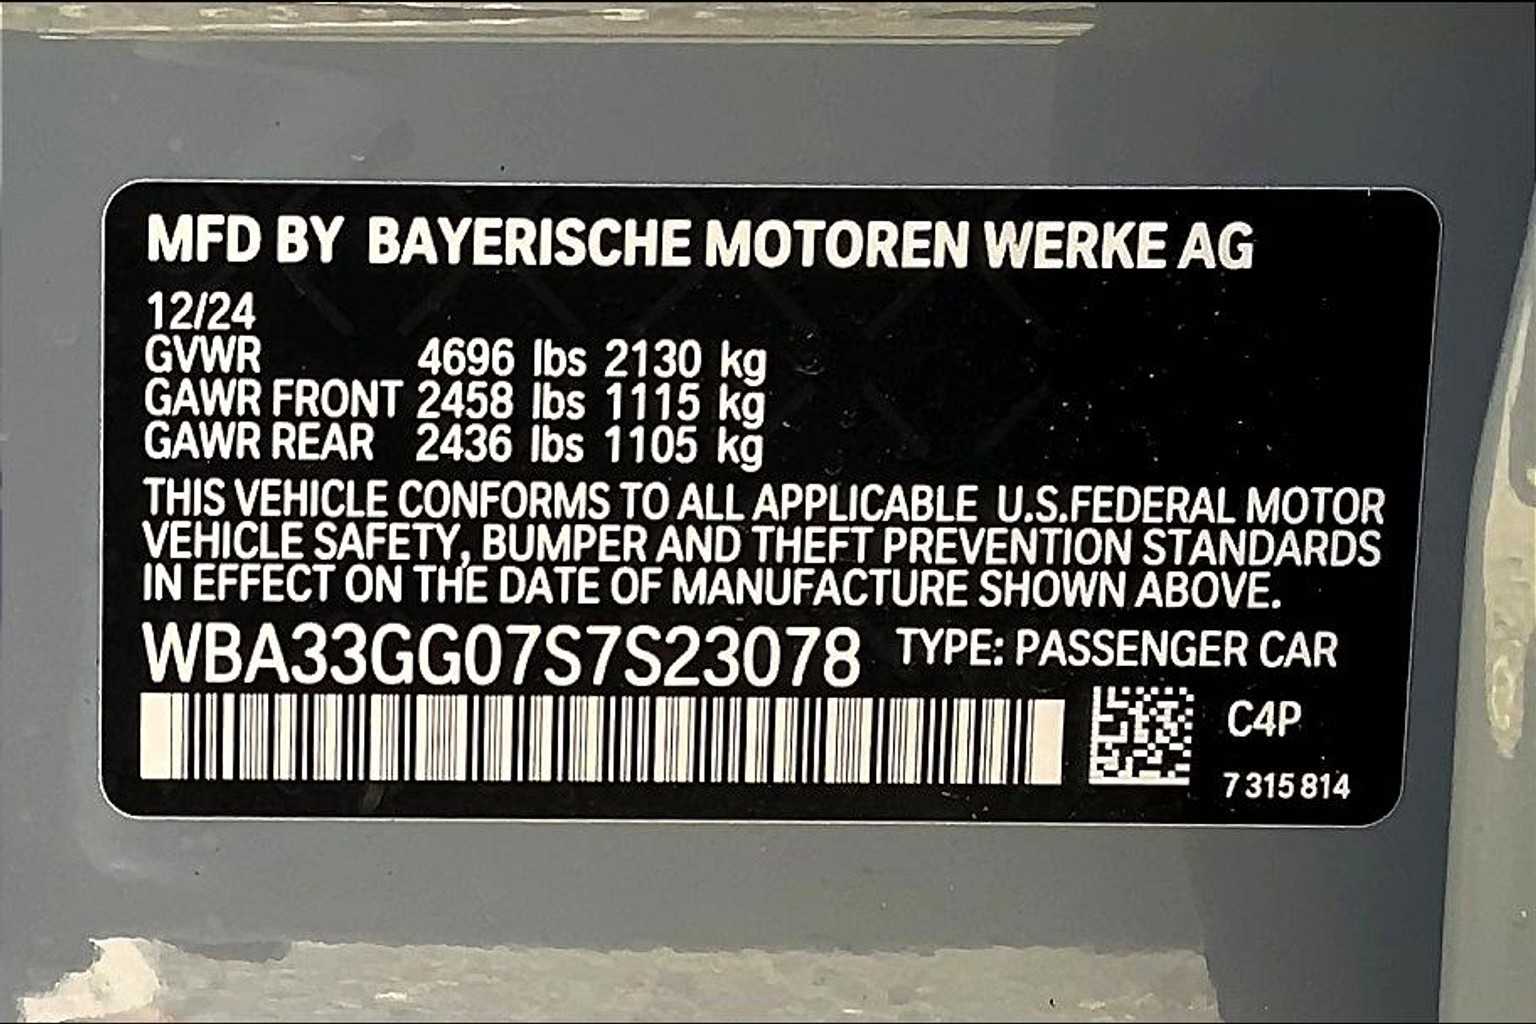 MFD BY BAYERISCHE MOTOREN WERKE AG
12/24
GVWR 4696 lbs 2130 kg
GAWR FRONT 2458 lbs 1115 kg
GAWR REAR 2436 lbs 1105 kg
THIS VEHICLE CONFORMS TO ALL APPLICABLE U.S.FEDERAL MOTOR
VEHICLE SAFETY, BUMPER AND THEFT PREVENTION STANDARDS
IN EFFECT ON THE DATE OF MANUFACTURE SHOWN ABOVE.
WBA33GG07S7S23078 TYPE: PASSENGER CAR
C4P
7 315 814